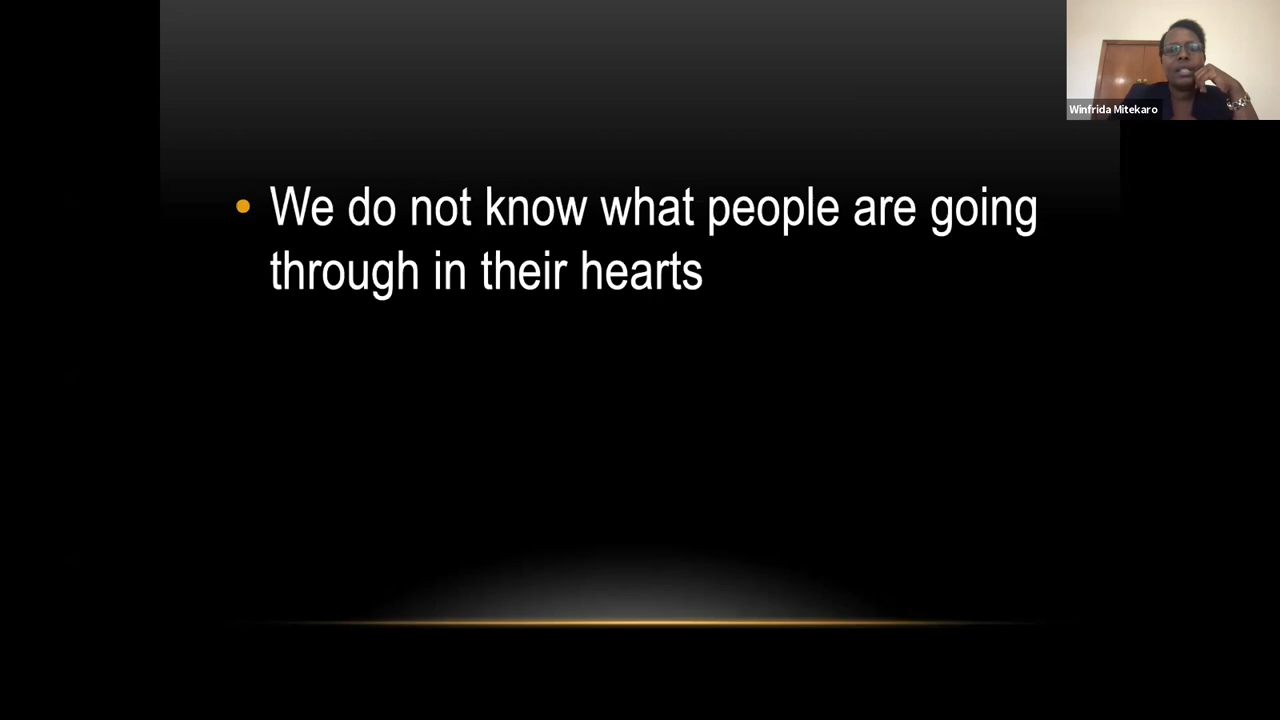 Winfrida Mitekaro
• We do not know what people are going
through in their hearts